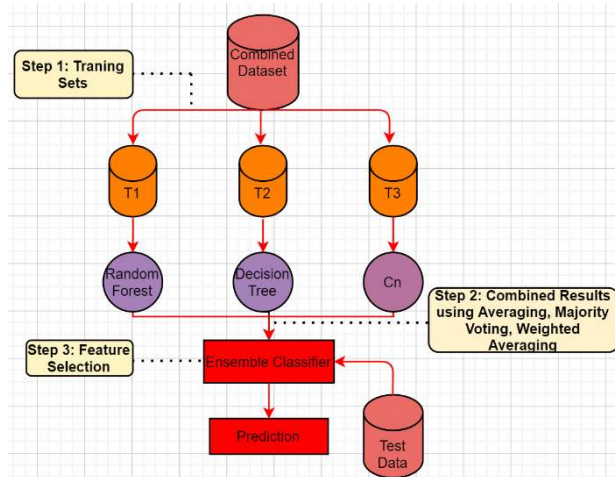 Combined
Dataset
Step 1: Traning
Sets
T1
T2
T3
Random
Forest
Decision
Tree
Cn
Step 2: Combined Results
using Averaging, Majority
Voting, Weighted
Averaging
Step 3: Feature
Selection
Ensemble Classifier
Prediction
Test
Data